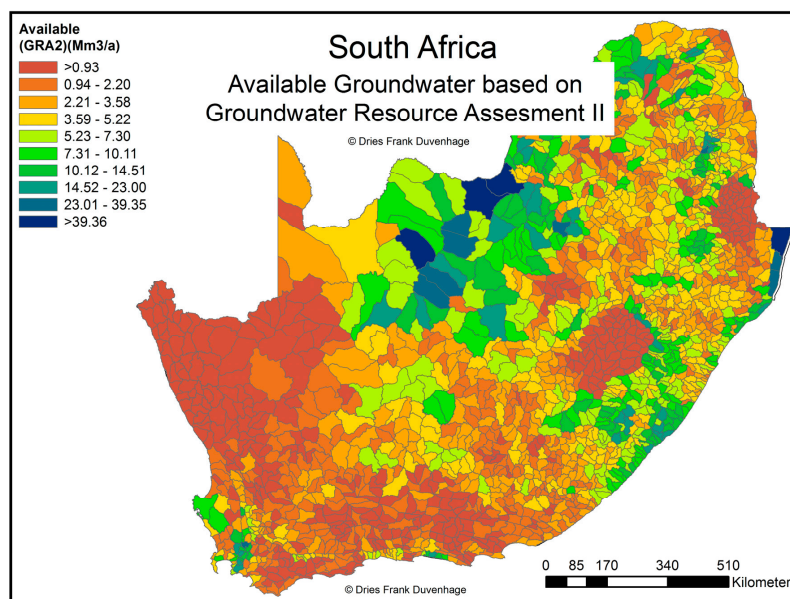 South Africa
Available Groundwater based on
Groundwater Resource Assesment II
© Dries Frank Duvenhage
Available
(GRA2)(Mm3/a)
>0.93
0.94 - 2.20
2.21 - 3.58
3.59 - 5.22
5.23 - 7.30
7.31 - 10.11
10.12 - 14.51
14.52 - 23.00
23.01 - 39.35
>39.36
0 85 170 340 510
Kilometer
© Dries Frank Duvenhage